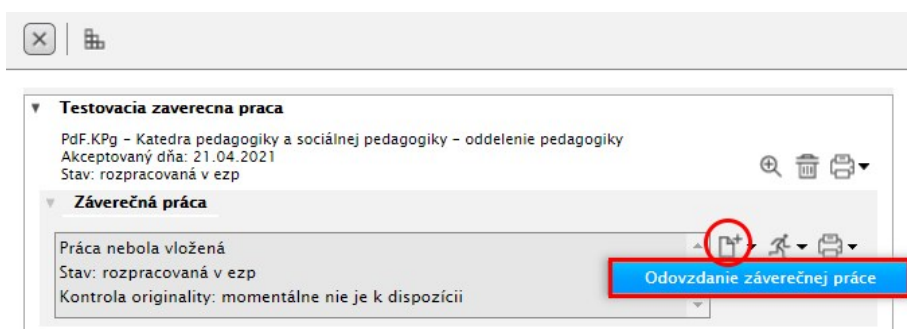 Testovacia zaverecna praca
PdF.KPg – Katedra pedagogiky a sociálnej pedagogiky – oddelenie pedagogiky
Akceptovaný dňa: 21.04.2021
Stav: rozpracovaná v ezp
Záverečná práca
Práca nebola vložená
Stav: rozpracovaná v ezp
Odovzdanie záverečnej práce
Kontrola originality: momentálne nie je k dispozícii